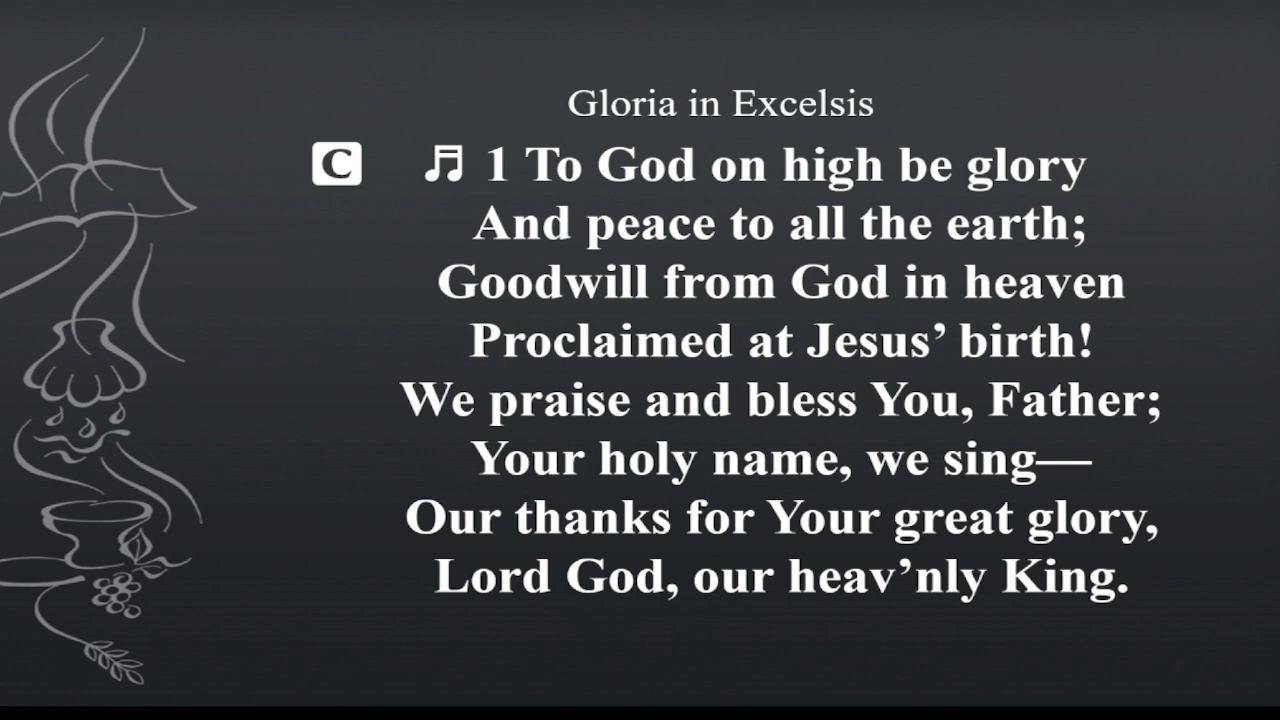 Gloria in Excelsis
C ♬ 1 To God on high be glory
And peace to all the earth;
Goodwill from God in heaven
Proclaimed at Jesus’ birth!
We praise and bless You, Father;
Your holy name, we sing—
Our thanks for Your great glory,
Lord God, our heav’nly King.